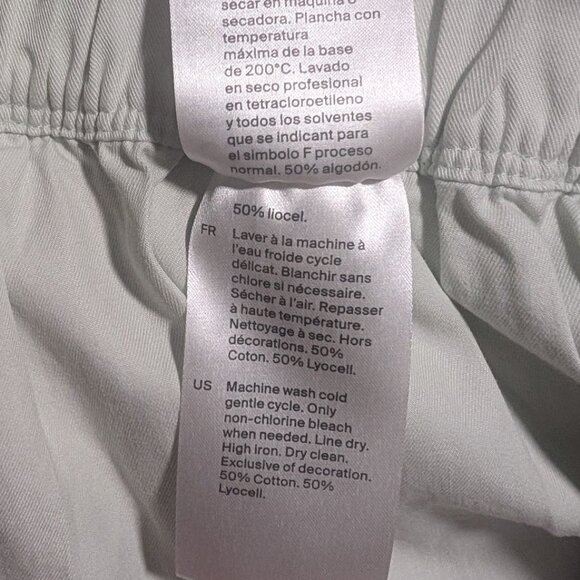 secar en máquina o
secadora. Plancha con
temperatura
máxima de la base
de 200°C. Lavado
en seco profesional
en tetracloroetileno
y todos los solventes
que se indicant para
el simbolo F proceso
normal. 50% algodón.
50% liocel.
FR Laver à la machine à
l'eau froide cycle
délicat. Blanchir sans
chlore si nécessaire.
Sécher à l'air. Repasser
à haute température.
Nettoyage à sec. Hors
décorations. 50%
Coton. 50% Lyocell.
US Machine wash cold
gentle cycle. Only
non-chlorine bleach
when needed. Line dry.
High iron. Dry clean.
Exclusive of decoration.
50% Cotton. 50%
Lyocell.